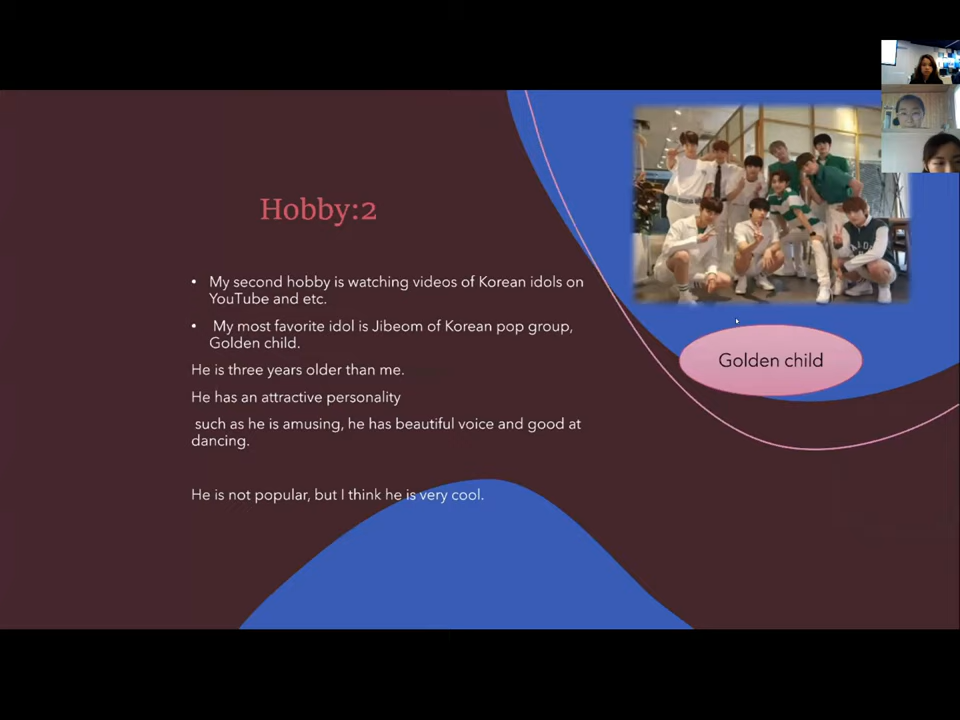 Hobby:2
• My second hobby is watching videos of Korean idols on
YouTube and etc.
• My most favorite idol is Jibeom of Korean pop group,
Golden child.
He is three years older than me.
He has an attractive personality
such as he is amusing, he has beautiful voice and good at
dancing.
He is not popular, but I think he is very cool.
Golden child